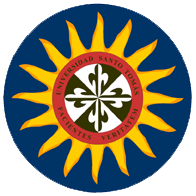 UNIVERSIDAD SANTO TOMAS
FACIENTES VERITATEM